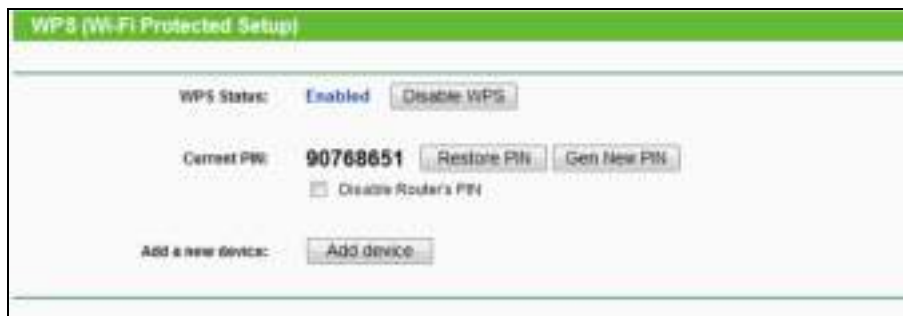 WPS (Wi-Fi Protected Setup)
WPS Status: Enabled Disable WPS
Current PIN: 90768651 Restore PIN Gen New PIN
Disable Router's PIN
Add a new device: Add device